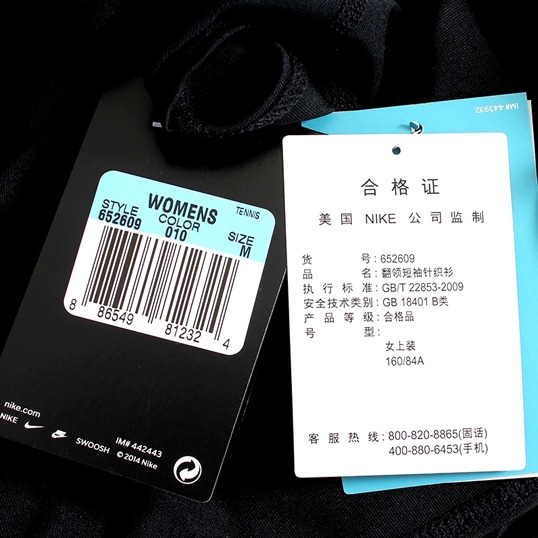 WOMENS
TENNIS
STYLE
652609
COLOR
010
SIZE
M
8 86549 81232 4
nike.com
NIKE
SWOOSH
IM# 442443
© 2014 Nike
IM# 443932
合格证
美国 NIKE 公司监制
货号:652609
品名:翻领短袖针织衫
执行标准:GB/T 22853-2009
安全技术类别:GB 18401 B类
产品等级:合格品
号型:
女上装
160/84A
客服热线:800-820-8865(固话)
400-880-6453(手机)